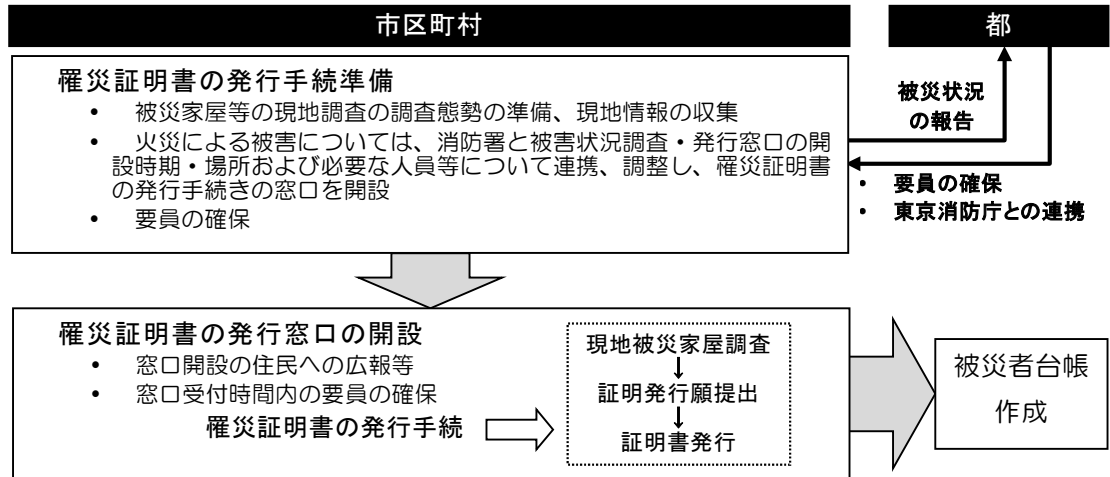 市区町村
都
罹災証明書の発行手続準備
• 被災家屋等の現地調査の調査態勢の準備、現地情報の収集
• 火災による被害については、消防署と被害状況調査・発行窓口の開
設時期・場所および必要な人員等について連携、調整し、罹災証明書
の発行手続きの窓口を開設
• 要員の確保
被災状況
の報告
• 要員の確保
• 東京消防庁との連携
罹災証明書の発行窓口の開設
• 窓口開設の住民への広報等
• 窓口受付時間内の要員の確保
罹災証明書の発行手続
現地被災家屋調査
↓
証明発行願提出
↓
証明書発行
被災者台帳
作成